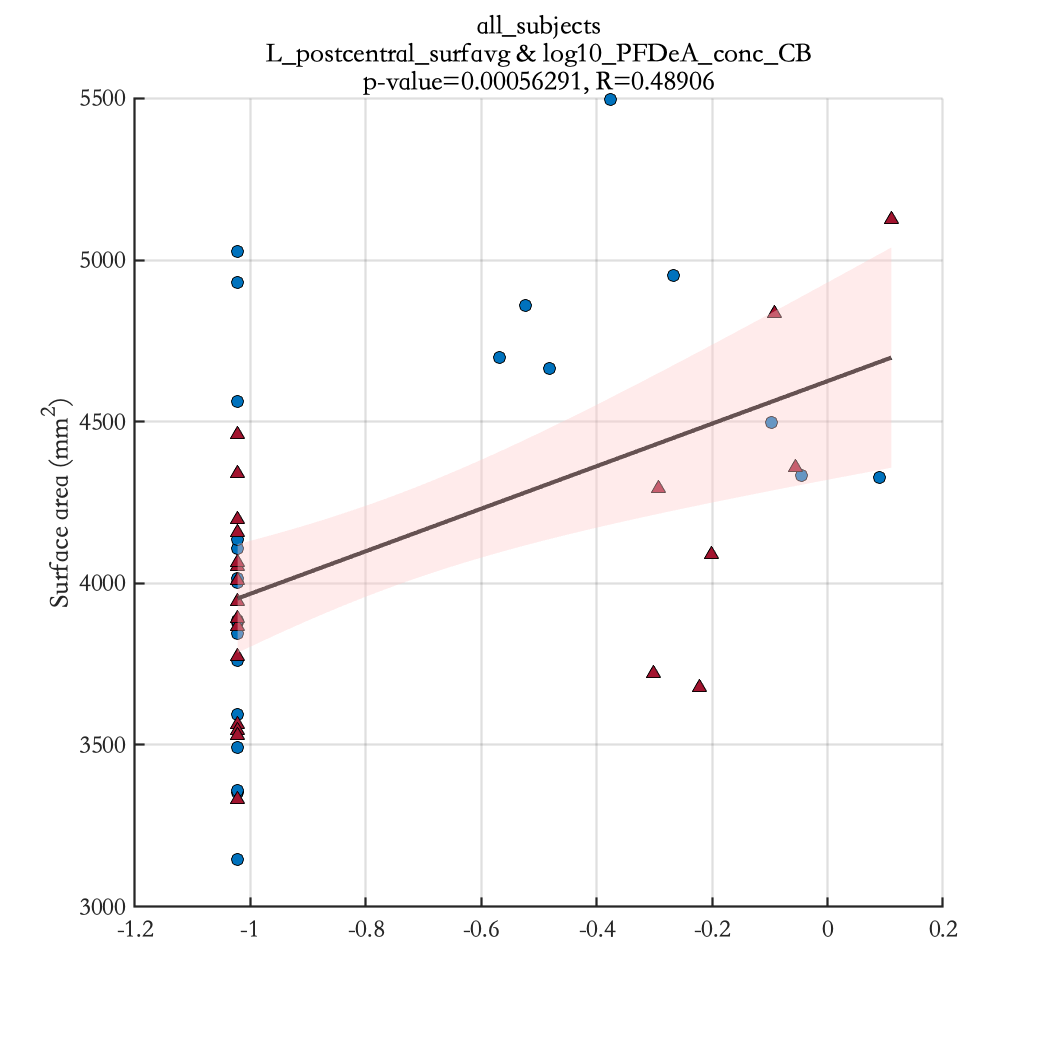 all_subjects
L_postcentral_surfavg & log10_PFDeA_conc_CB
p-value=0.00056291, R=0.48906
5500
5000
4500
4000
3500
3000
Surface area (mm²)
-1.2 -1 -0.8 -0.6 -0.4 -0.2 0 0.2